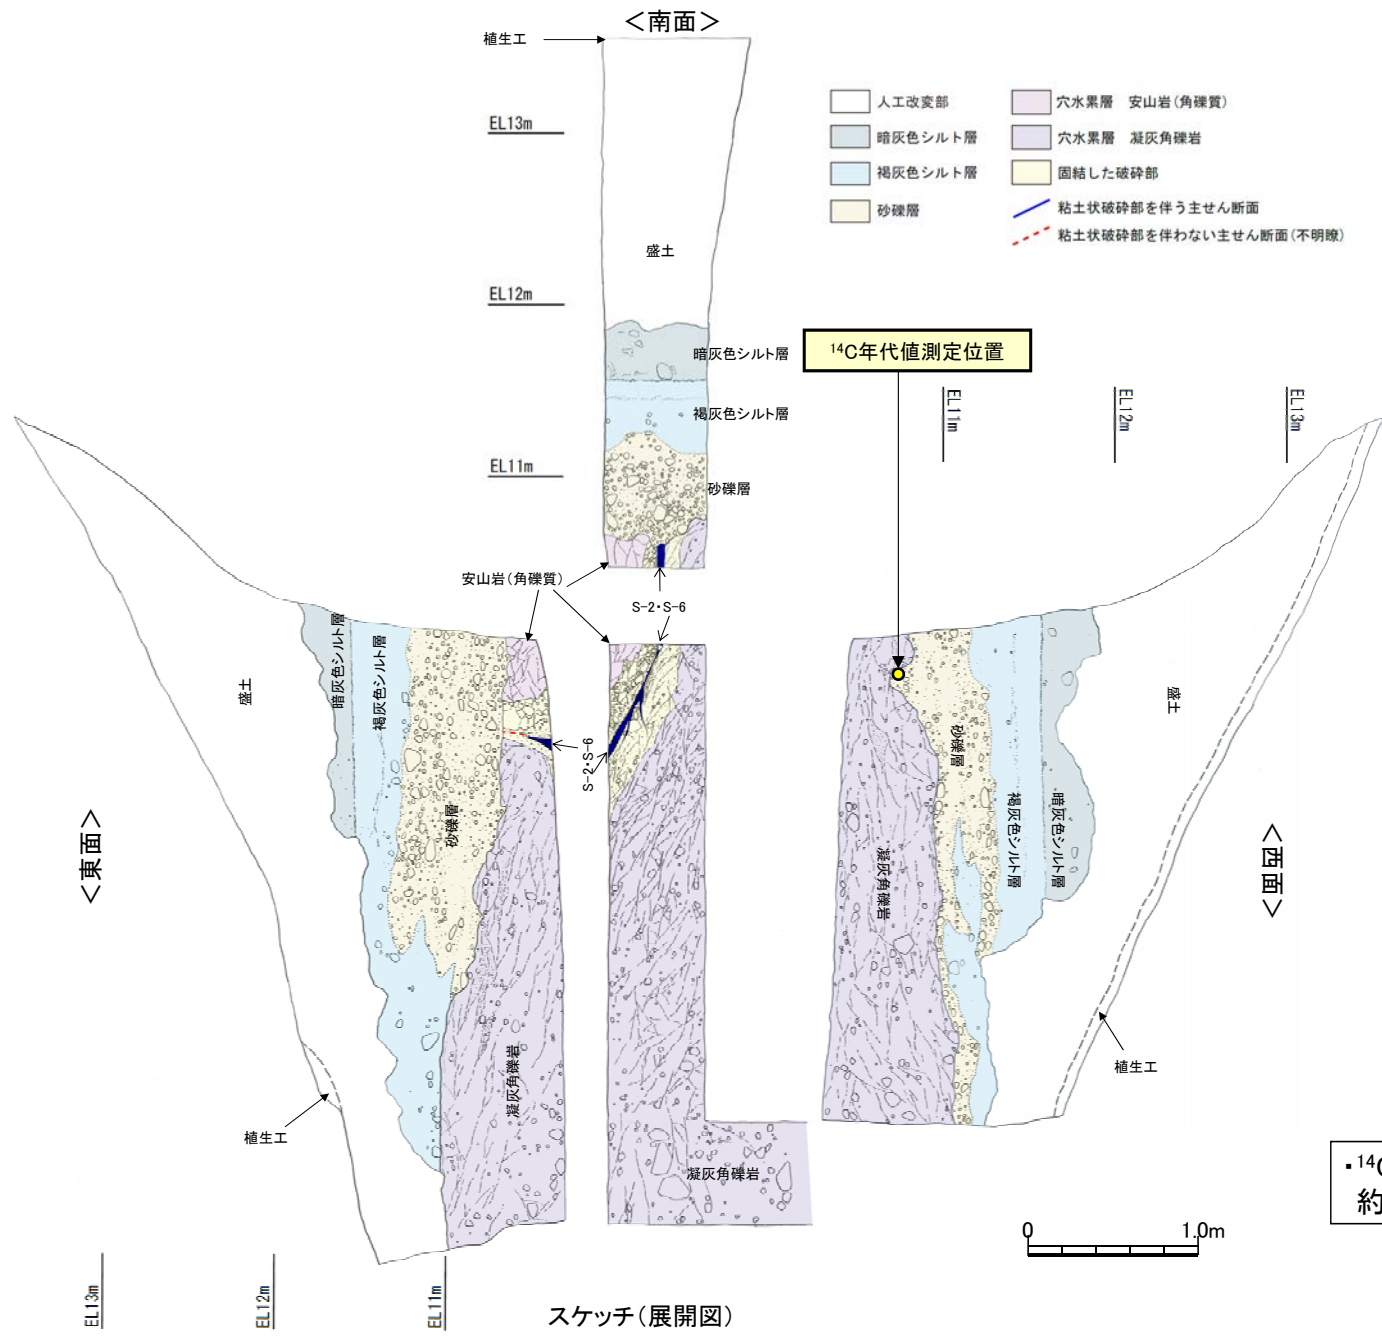 ＜南面＞
植生工
EL13m
盛土
EL12m
暗灰色シルト層
褐灰色シルト層
EL11m
砂礫層
安山岩(角礫質)
S-2・S-6
人工改変部
暗灰色シルト層
褐灰色シルト層
砂礫層
穴水累層 安山岩(角礫質)
穴水累層 凝灰角礫岩
固結した破砕部
粘土状破砕部を伴う主せん断面
粘土状破砕部を伴わない主せん断面(不明瞭)
¹⁴C年代値測定位置
EL11m
EL12m
EL13m
＜東面＞
盛土
暗灰色シルト層
褐灰色シルト層
砂礫層
凝灰角礫岩
植生工
S-2・S-6
凝灰角礫岩
凝灰角礫岩
砂礫層
褐灰色シルト層
暗灰色シルト層
盛土
＜西面＞
植生工
・¹⁴C
約
0 1.0m
EL13m
EL12m
EL11m
スケッチ(展開図)